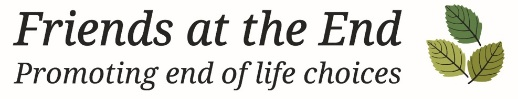 Friends at the End
Promoting end of life choices